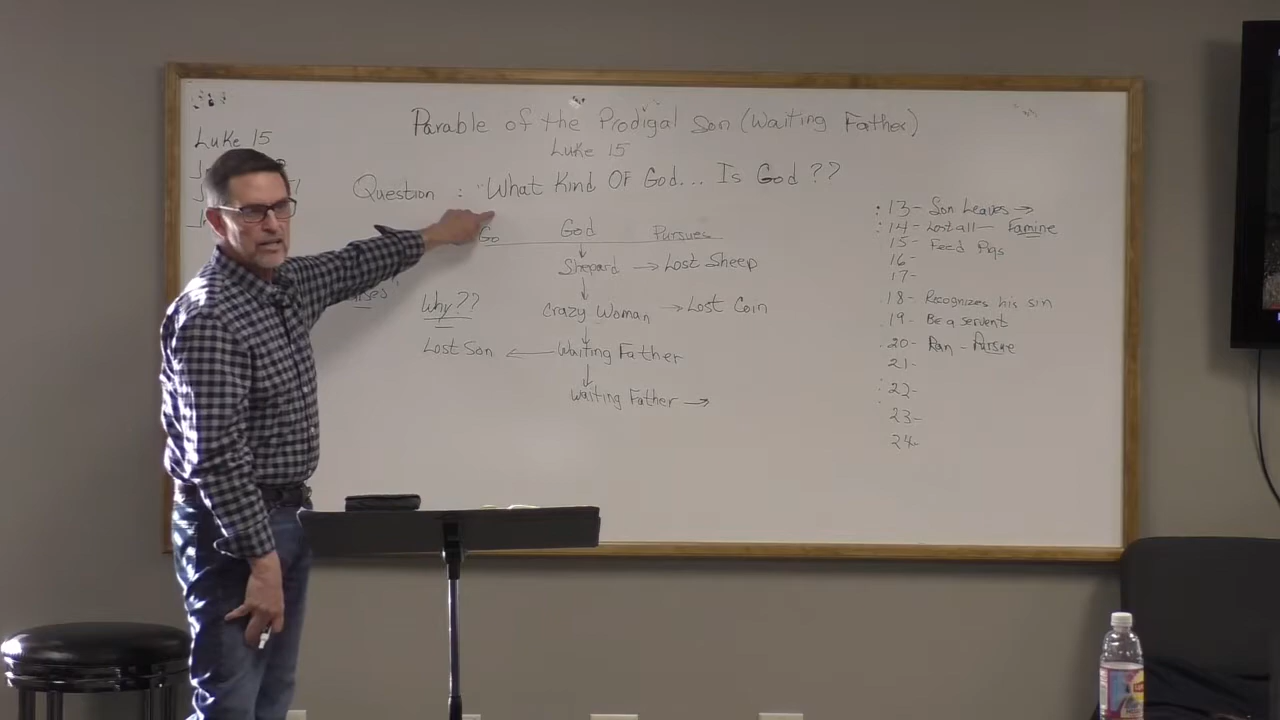 Parable of the Prodigal Son (Waiting Father)
Luke 15
Luke 15
Question : "What Kind Of God... Is God ??
Go God Pursues
Shepard → Lost Sheep
Why?? Crazy Woman → Lost Coin
Lost Son ← Waiting Father
Waiting Father →
:13- Son Leaves →
:14- Lost all — Famine
15- Feed Pigs
16-
17-
18- Recognizes his sin
19- Be a servent
20- Ran - Pursue
21-
22-
23-
24-